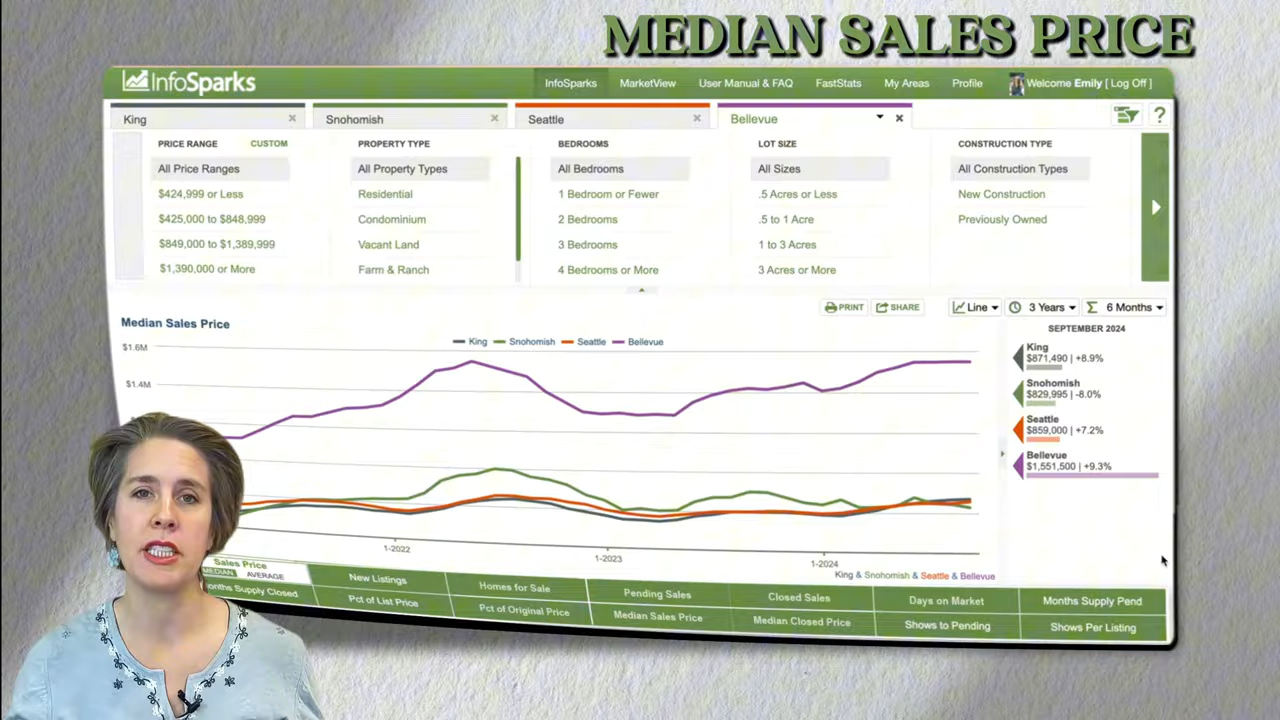 MEDIAN SALES PRICE
InfoSparks
InfoSparks MarketView User Manual & FAQ FastStats My Areas Profile Welcome Emily [ Log Off ]
King × Snohomish × Seattle × Bellevue × ?
PRICE RANGE CUSTOM PROPERTY TYPE BEDROOMS LOT SIZE CONSTRUCTION TYPE
All Price Ranges All Property Types All Bedrooms All Sizes All Construction Types
$424,999 or Less Residential 1 Bedroom or Fewer .5 Acres or Less New Construction
$425,000 to $848,999 Condominium 2 Bedrooms .5 to 1 Acre Previously Owned
$849,000 to $1,389,999 Vacant Land 3 Bedrooms 1 to 3 Acres
$1,390,000 or More Farm & Ranch 4 Bedrooms or More 3 Acres or More
PRINT SHARE Line 3 Years Σ 6 Months
Median Sales Price
King Snohomish Seattle Bellevue
$1.6M
$1.4M
1-2022 1-2023 1-2024
King & Snohomish & Seattle & Bellevue
SEPTEMBER 2024
King
$871,490 | +8.9%
Snohomish
$829,995 | -8.0%
Seattle
$859,000 | +7.2%
Bellevue
$1,551,500 | +9.3%
Sales Price
MEDIAN AVERAGE
New Listings Homes for Sale Pending Sales Closed Sales Days on Market Months Supply Pend
onths Supply Closed Pct of List Price Pct of Original Price Median Sales Price Median Closed Price Shows to Pending Shows Per Listing